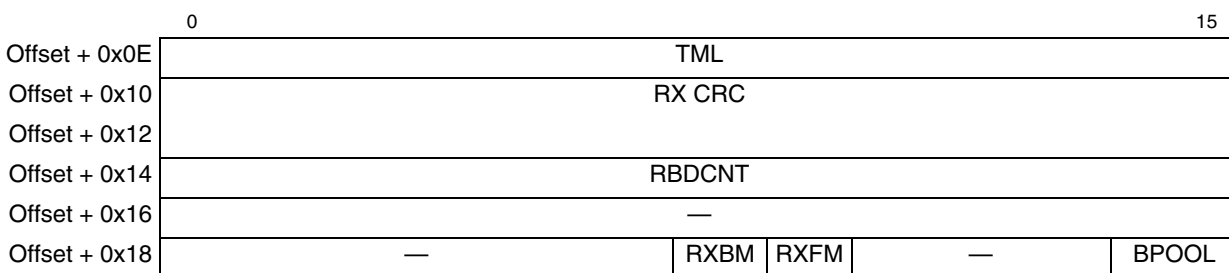 0 15
Offset + 0x0E TML
Offset + 0x10 RX CRC
Offset + 0x12
Offset + 0x14 RBDCNT
Offset + 0x16 —
Offset + 0x18 — RXBM RXFM — BPOOL